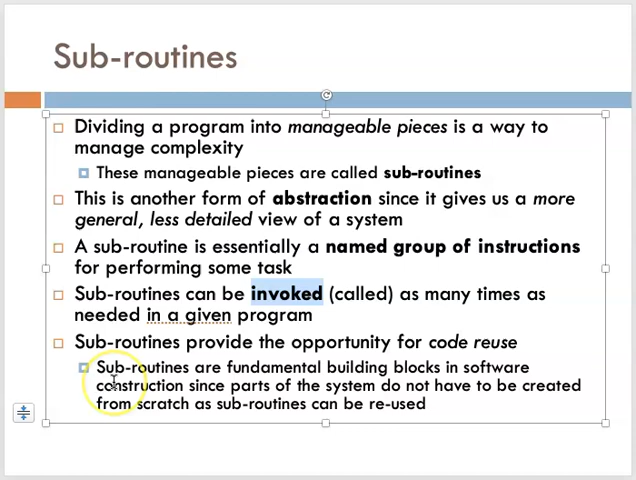 Sub-routines
Dividing a program into manageable pieces is a way to
manage complexity
These manageable pieces are called sub-routines
This is another form of abstraction since it gives us a more
general, less detailed view of a system
A sub-routine is essentially a named group of instructions
for performing some task
Sub-routines can be invoked (called) as many times as
needed in a given program
Sub-routines provide the opportunity for code reuse
Sub-routines are fundamental building blocks in software
construction since parts of the system do not have to be created
from scratch as sub-routines can be re-used